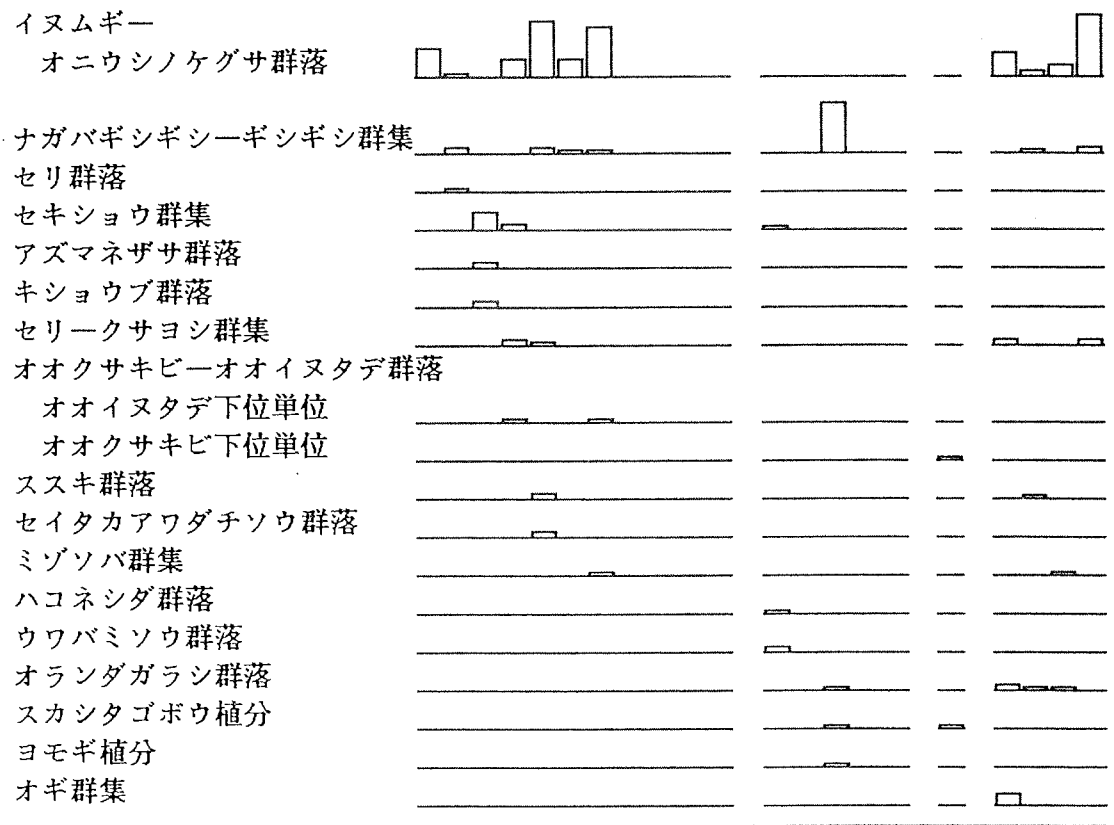 イヌムギー
オニウシノケグサ群落
ナガバギシギシーギシギシ群集
セリ群落
セキショウ群集
アズマネザサ群落
キショウブ群落
セリークサヨシ群集
オオクサキビーオオイヌタデ群落
オオイヌタデ下位単位
オオクサキビ下位単位
ススキ群落
セイタカアワダチソウ群落
ミゾソバ群集
ハコネシダ群落
ウワバミソウ群落
オランダガラシ群落
スカシタゴボウ植分
ヨモギ植分
オギ群集